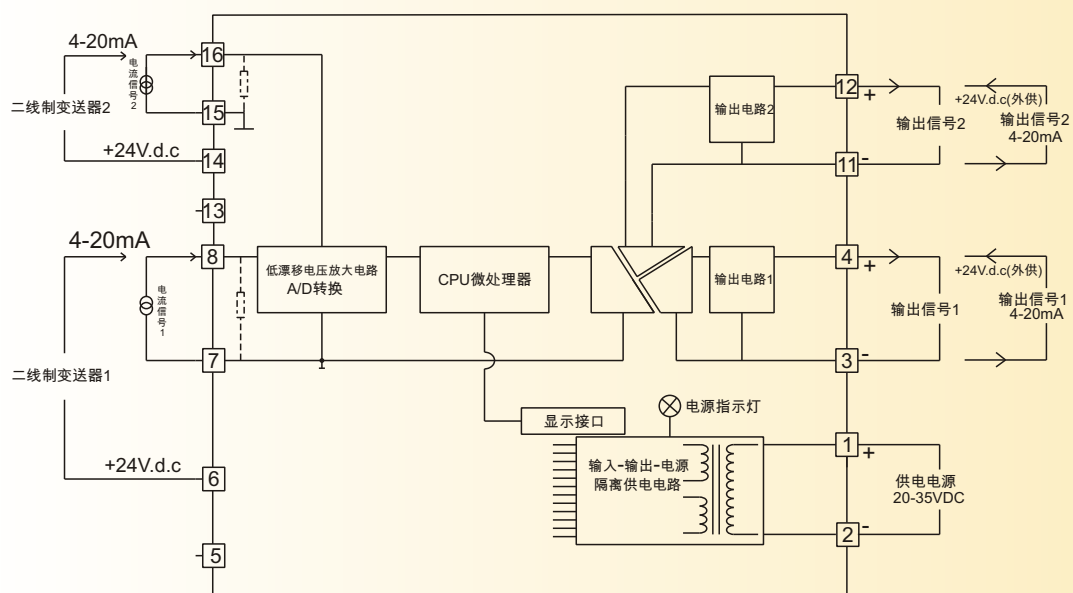 4-20mA
电流信号2
二线制变送器2
+24V.d.c
16
15
14
13
4-20mA
电流信号1
二线制变送器1
+24V.d.c
8
7
6
5
低漂移电压放大电路
A/D转换
CPU微处理器
显示接口
输出电路2
输出电路1
电源指示灯
输入-输出-电源
隔离供电电路
12
+
11
-
输出信号2
+24V.d.c(外供)
输出信号2
4-20mA
4
+
3
-
输出信号1
+24V.d.c(外供)
输出信号1
4-20mA
1
+
2
-
供电电源
20-35VDC